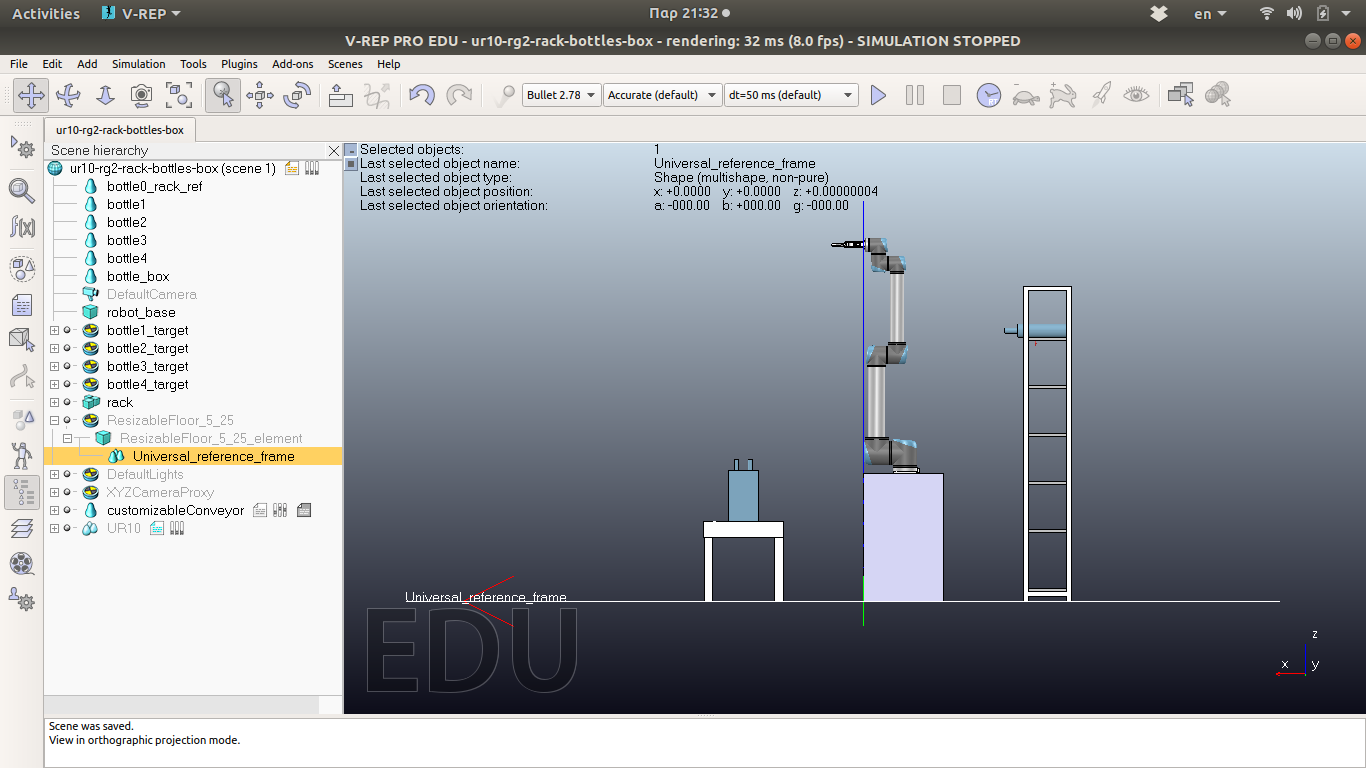 Activities V-REP Παρ 21:32 en
V-REP PRO EDU - ur10-rg2-rack-bottles-box - rendering: 32 ms (8.0 fps) - SIMULATION STOPPED
File Edit Add Simulation Tools Plugins Add-ons Scenes Help
Bullet 2.78 Accurate (default) dt=50 ms (default) RT
ur10-rg2-rack-bottles-box
Scene hierarchy
ur10-rg2-rack-bottles-box (scene 1)
bottle0_rack_ref
bottle1
bottle2
bottle3
bottle4
bottle_box
DefaultCamera
robot_base
bottle1_target
bottle2_target
bottle3_target
bottle4_target
rack
ResizableFloor_5_25
ResizableFloor_5_25_element
Universal_reference_frame
DefaultLights
XYZCameraProxy
customizableConveyor
UR10
f(x)
Selected objects: 1
Last selected object name: Universal_reference_frame
Last selected object type: Shape (multishape, non-pure)
Last selected object position: x: +0.0000 y: +0.0000 z: +0.00000004
Last selected object orientation: a: -000.00 b: +000.00 g: -000.00
Universal_reference_frame
EDU
z
x y
Scene was saved.
View in orthographic projection mode.